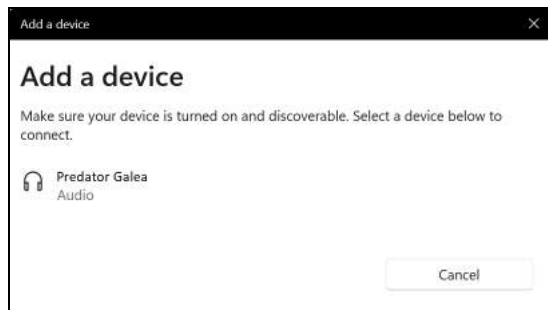 Add a device
Add a device
Make sure your device is turned on and discoverable. Select a device below to
connect.
Predator Galea
Audio
Cancel